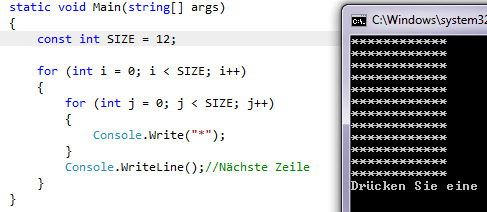 static void Main(string[] args)
{
    const int SIZE = 12;

    for (int i = 0; i < SIZE; i++)
    {
        for (int j = 0; j < SIZE; j++)
        {
            Console.Write("*");
        }
        Console.WriteLine();//Nächste Zeile
    }
}
C:\Windows\system32
************
************
************
************
************
************
************
************
************
************
************
************
Drücken Sie eine